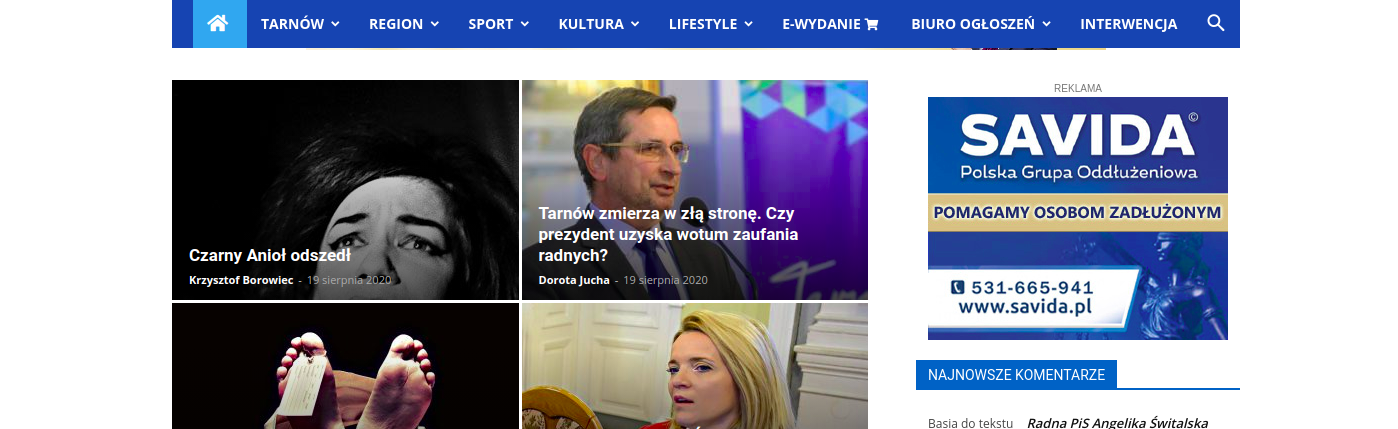 TARNÓW REGION SPORT KULTURA LIFESTYLE E-WYDANIE BIURO OGŁOSZEŃ INTERWENCJA
Czarny Anioł odszedł
Krzysztof Borowiec - 19 sierpnia 2020
Tarnów zmierza w złą stronę. Czy
prezydent uzyska wotum zaufania
radnych?
Dorota Jucha - 19 sierpnia 2020
REKLAMA
SAVIDA©
Polska Grupa Oddłużeniowa
POMAGAMY OSOBOM ZADŁUŻONYM
531-665-941
www.savida.pl
NAJNOWSZE KOMENTARZE
Basia do tekstu Radna PiS Angelika Świtalska